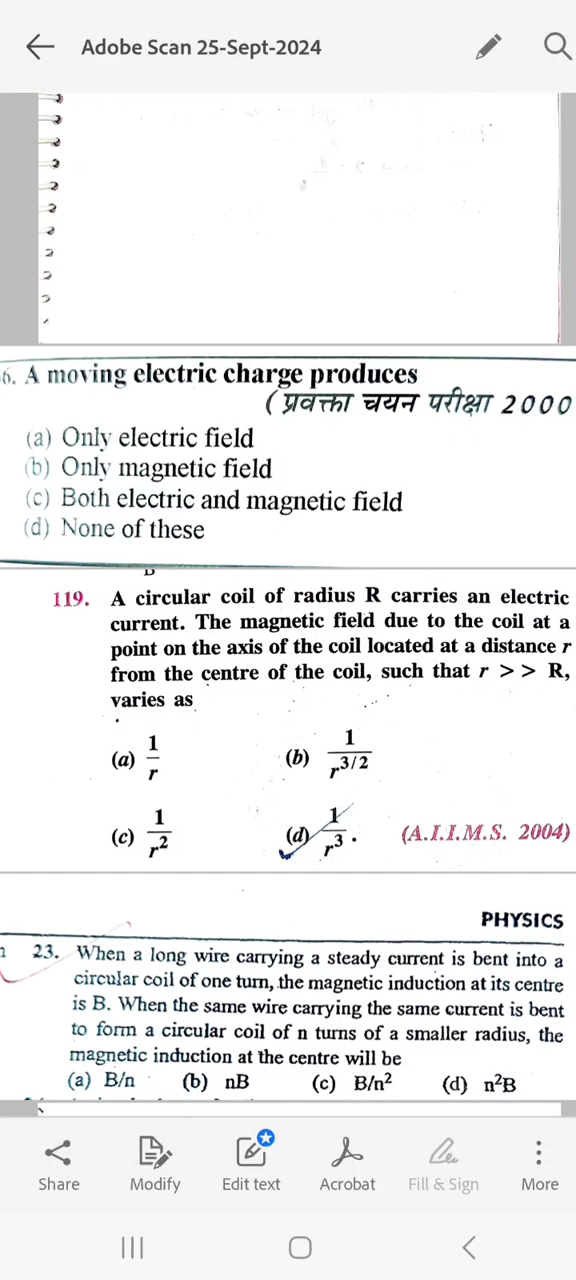 Adobe Scan 25-Sept-2024
6. A moving electric charge produces
(प्रवक्ता चयन परीक्षा 2000
(a) Only electric field
(b) Only magnetic field
(c) Both electric and magnetic field
(d) None of these
119. A circular coil of radius R carries an electric
current. The magnetic field due to the coil at a
point on the axis of the coil located at a distance r
from the centre of the coil, such that r > > R,
varies as
(a) 1/r (b) 1/r^3/2
(c) 1/r^2 (d) 1/r^3. (A.I.I.M.S. 2004)
PHYSICS
23. When a long wire carrying a steady current is bent into a
circular coil of one turn, the magnetic induction at its centre
is B. When the same wire carrying the same current is bent
to form a circular coil of n turns of a smaller radius, the
magnetic induction at the centre will be
(a) B/n (b) nB (c) B/n² (d) n²B
Share Modify Edit text Acrobat Fill & Sign More